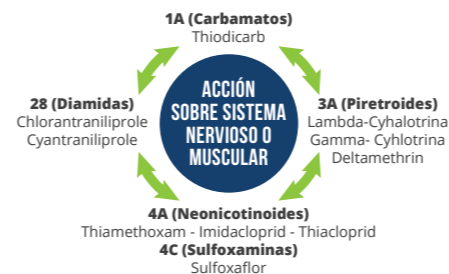 1A (Carbamatos)
Thiodicarb
ACCIÓN
SOBRE SISTEMA
NERVIOSO O
MUSCULAR
28 (Diamidas)
Chlorantraniliprole
Cyantraniliprole
3A (Piretroides)
Lambda-Cyhalotrina
Gamma- Cyhlotrina
Deltamethrin
4A (Neonicotinoides)
Thiamethoxam - Imidacloprid - Thiacloprid
4C (Sulfoxaminas)
Sulfoxaflor